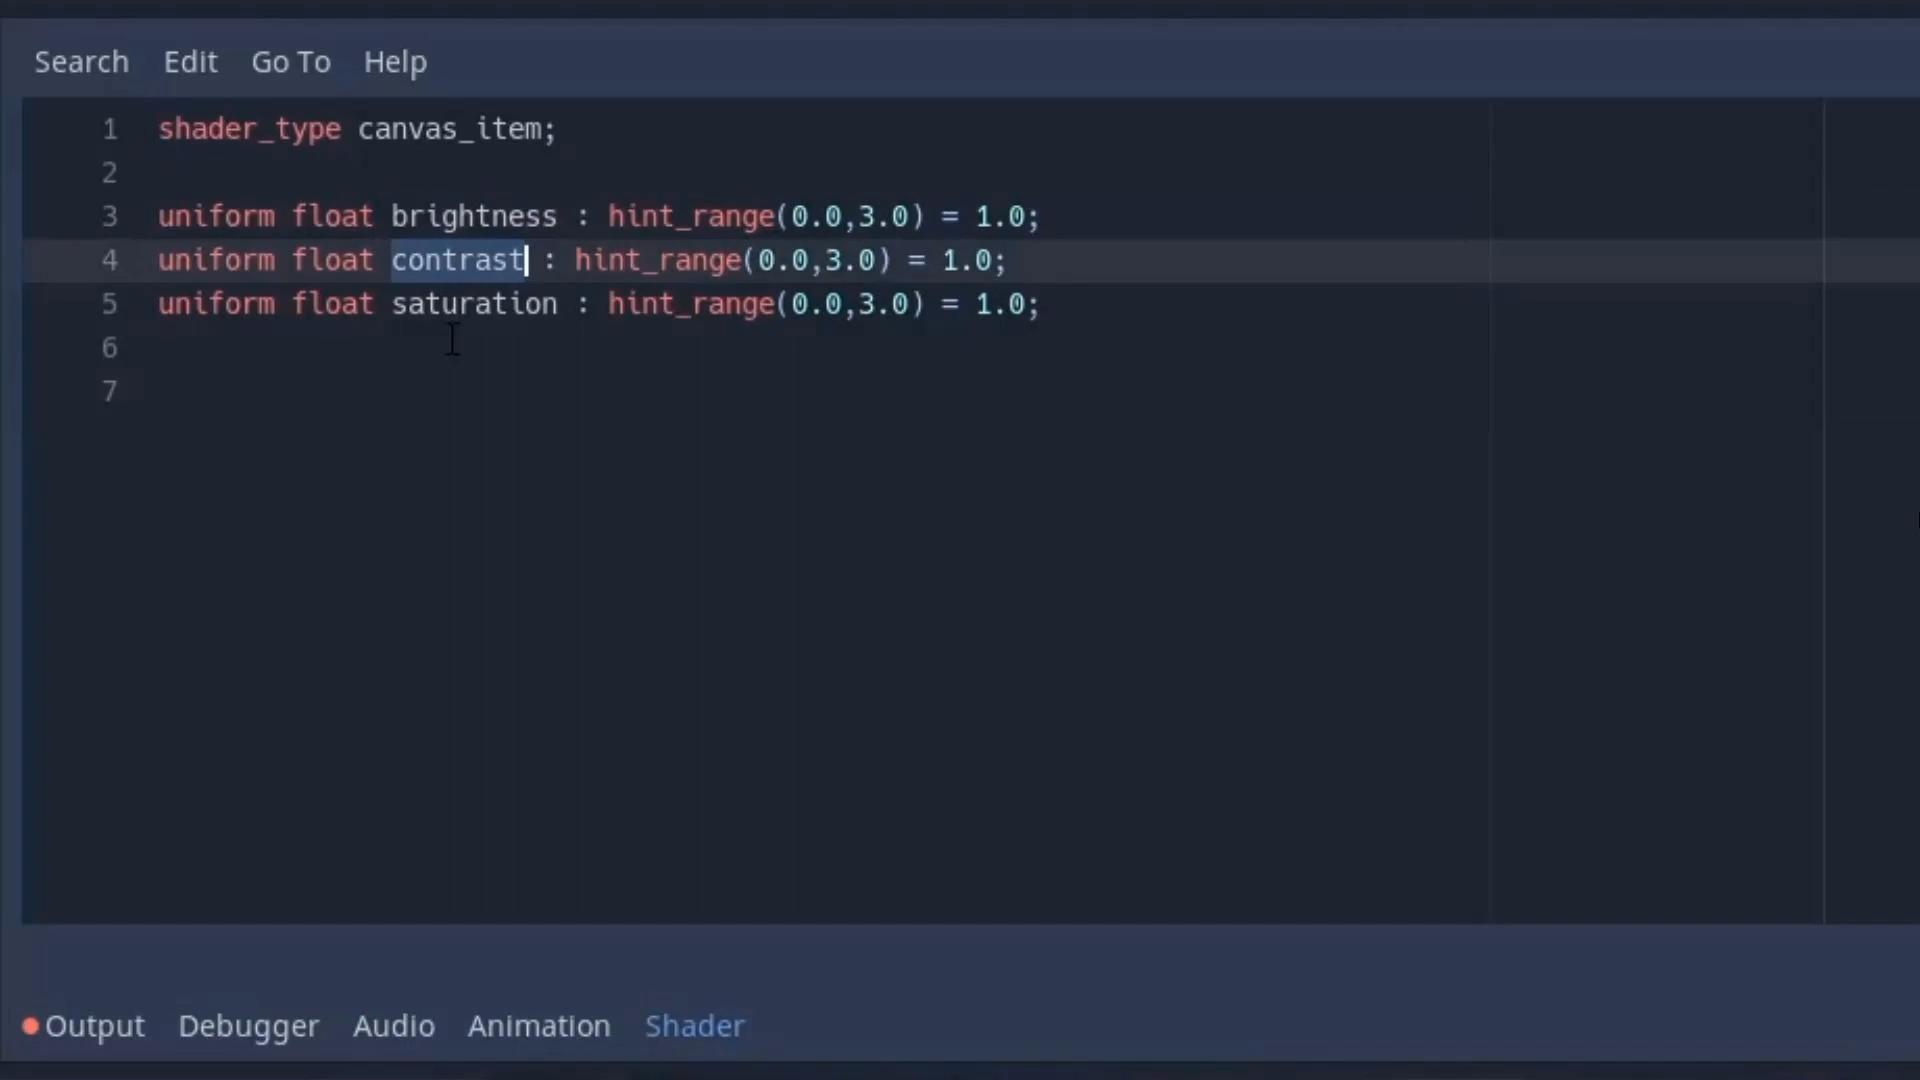 Search Edit Go To Help
1 shader_type canvas_item;
2
3 uniform float brightness : hint_range(0.0,3.0) = 1.0;
4 uniform float contrast : hint_range(0.0,3.0) = 1.0;
5 uniform float saturation : hint_range(0.0,3.0) = 1.0;
6
7
Output Debugger Audio Animation Shader